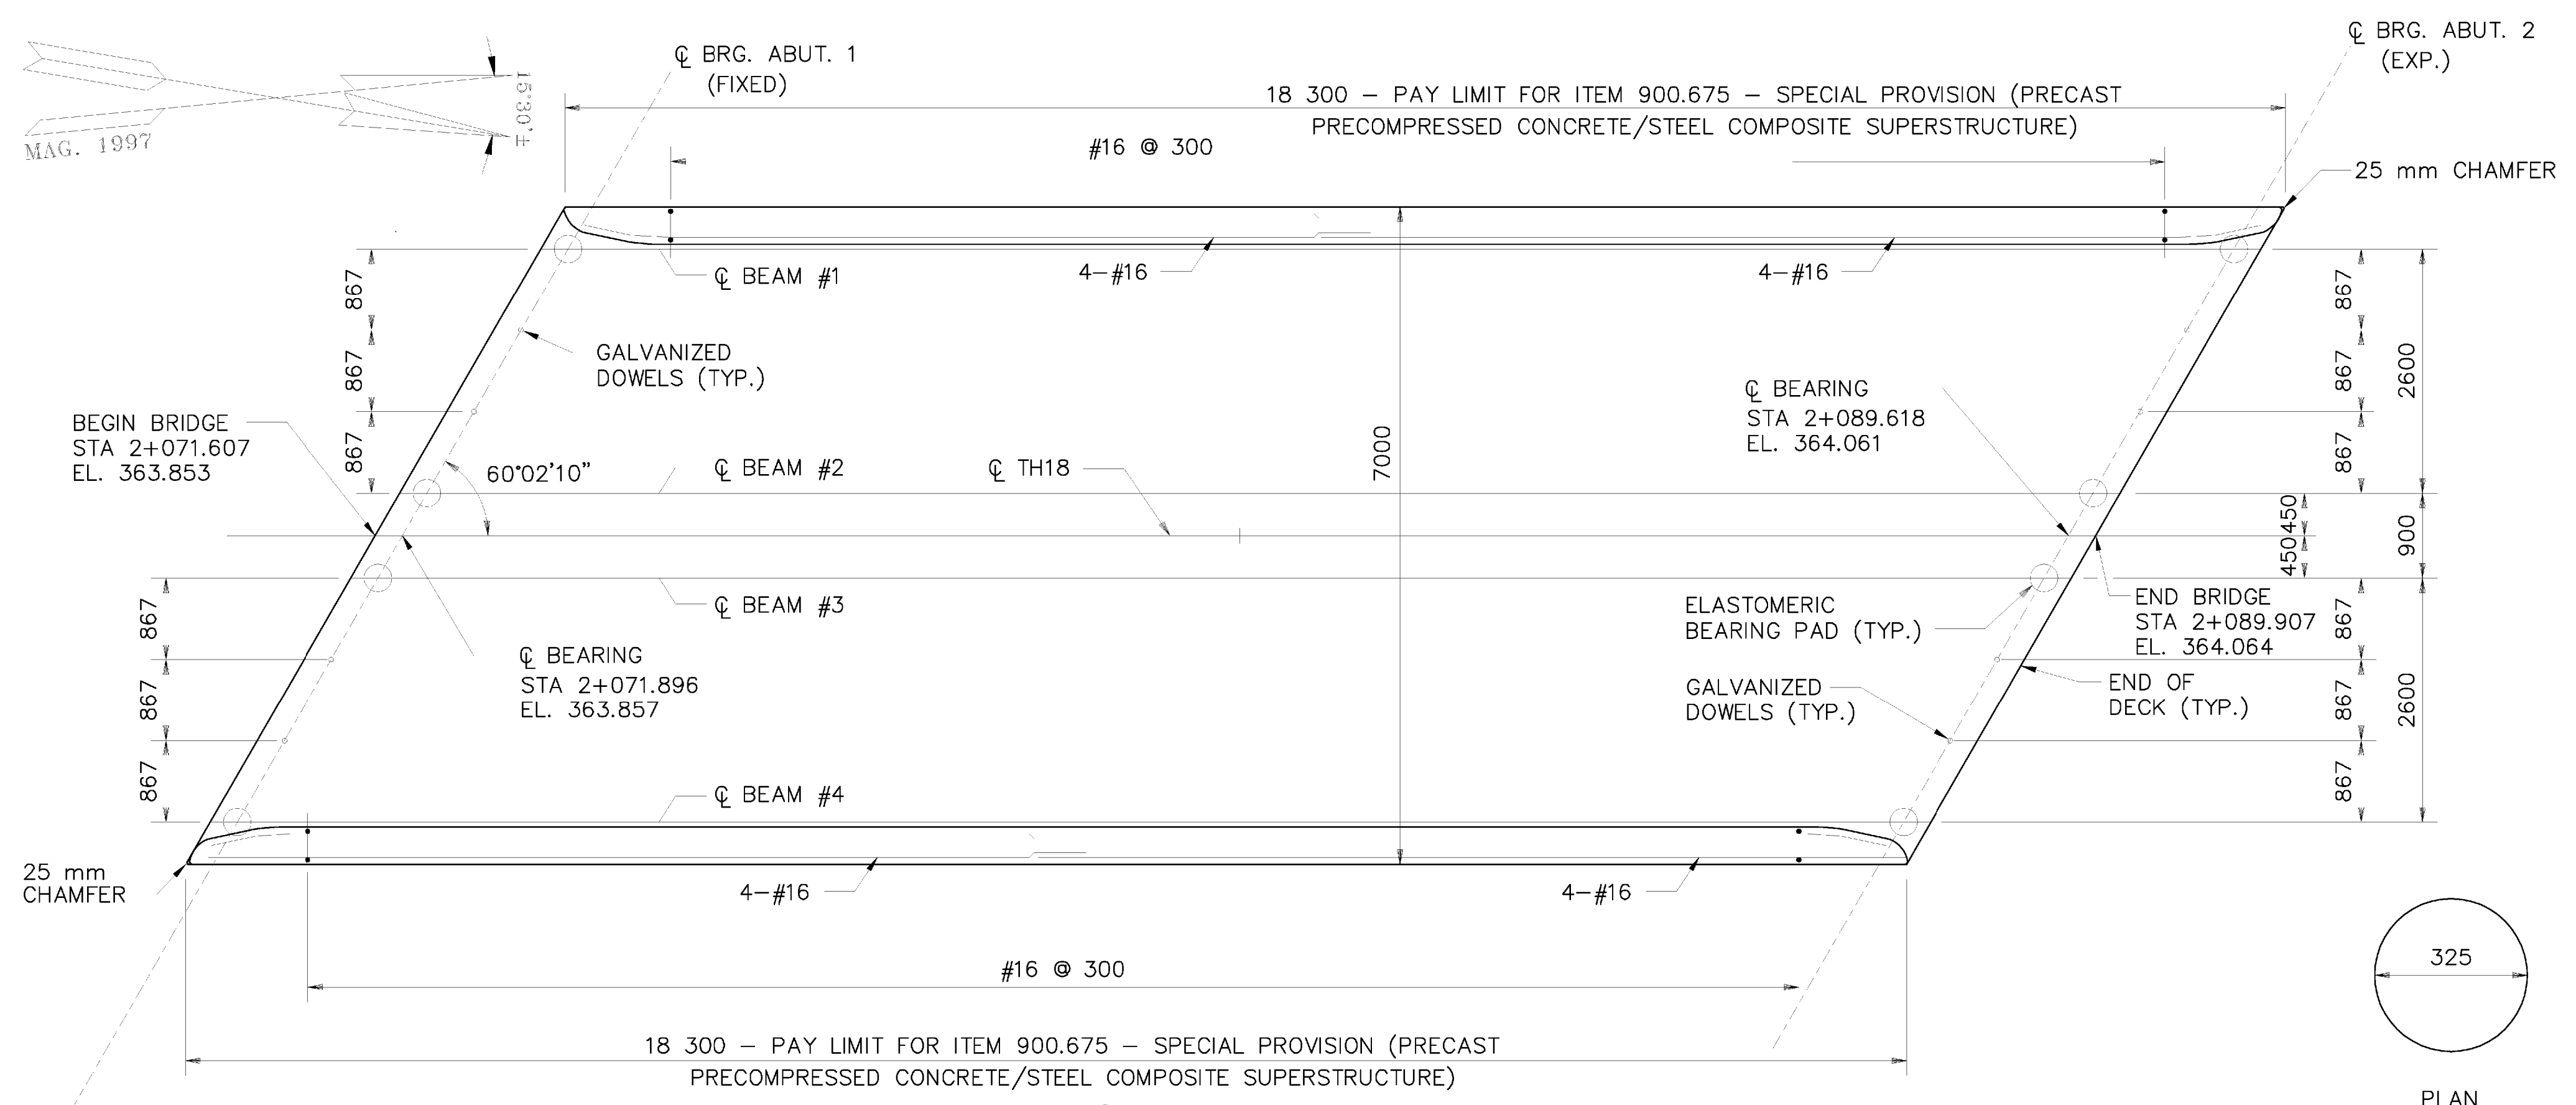 ℄ BRG. ABUT. 1
(FIXED)
℄ BRG. ABUT. 2
(EXP.)
15°30' ±
MAG. 1997
18 300 – PAY LIMIT FOR ITEM 900.675 – SPECIAL PROVISION (PRECAST
PRECOMPRESSED CONCRETE/STEEL COMPOSITE SUPERSTRUCTURE)
#16 @ 300
25 mm CHAMFER
℄ BEAM #1
4–#16
4–#16
867
867
867
GALVANIZED
DOWELS (TYP.)
BEGIN BRIDGE
STA 2+071.607
EL. 363.853
60°02'10"
℄ BEAM #2
℄ TH18
7000
℄ BEARING
STA 2+089.618
EL. 364.061
867
867
867
2600
450
450
900
℄ BEAM #3
℄ BEARING
STA 2+071.896
EL. 363.857
ELASTOMERIC
BEARING PAD (TYP.)
END BRIDGE
STA 2+089.907
EL. 364.064
GALVANIZED
DOWELS (TYP.)
END OF
DECK (TYP.)
867
867
867
867
867
867
2600
℄ BEAM #4
25 mm
CHAMFER
4–#16
4–#16
#16 @ 300
18 300 – PAY LIMIT FOR ITEM 900.675 – SPECIAL PROVISION (PRECAST
PRECOMPRESSED CONCRETE/STEEL COMPOSITE SUPERSTRUCTURE)
325
PLAN